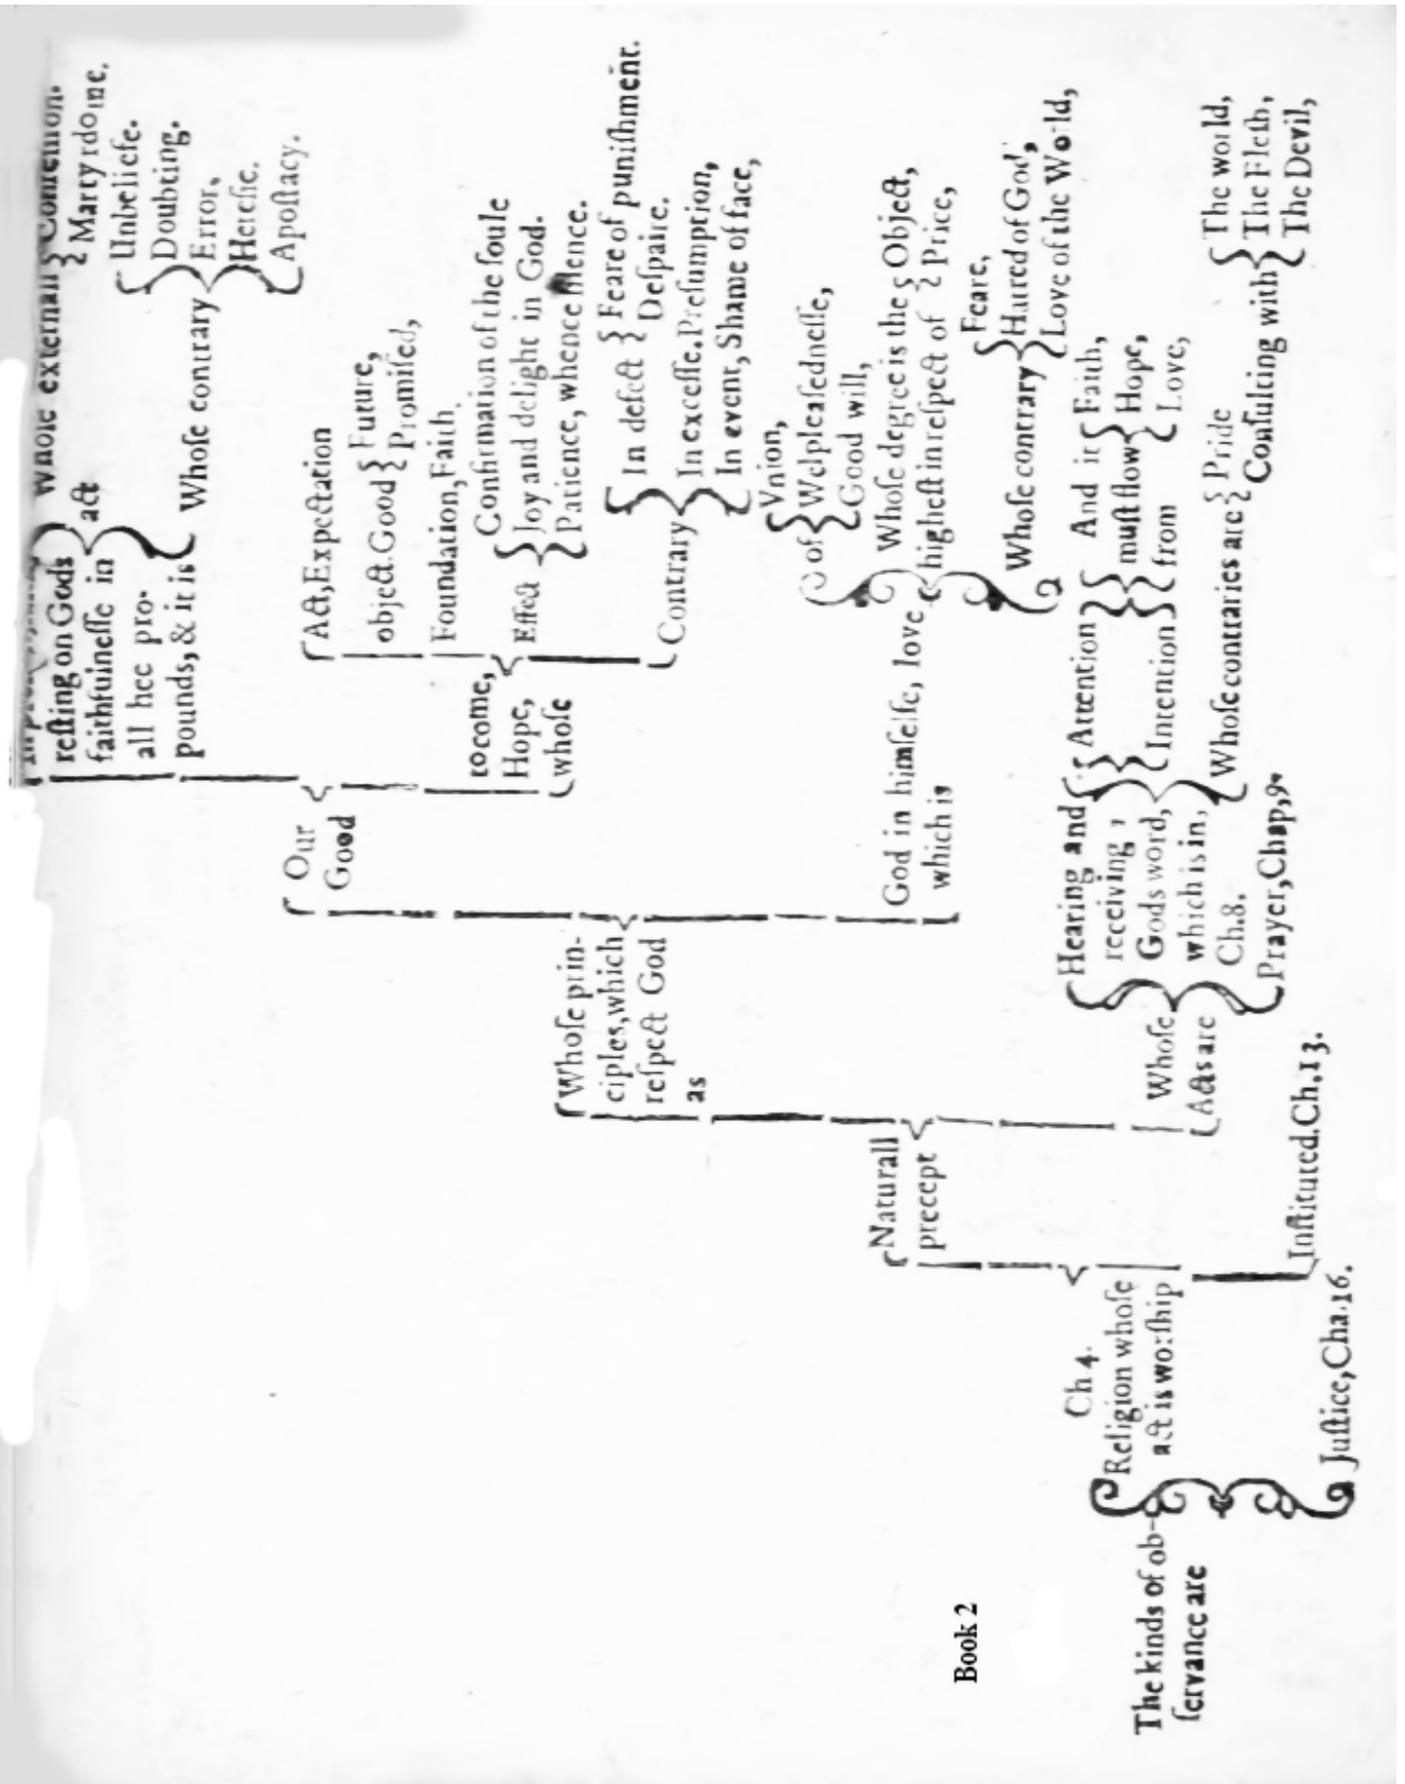 Book 2
The kinds of ob-
ſervance are
Ch 4.
Religion whoſe
act is worſhip
Juſtice, Cha. 16.
Naturall
precept
Inſtituted. Ch. 13.
Whoſe prin-
ciples, which
reſpect God
as
Whoſe
Acts are
Our
Good
God in himſelfe, love
which is
Hearing and
receiving,
Gods word,
which is in,
Ch. 8.
Prayer, Chap, 9.
reſting on Gods
faithfulneſſe in
all hee pro-
pounds, & it is
Whoſe externall
act
Confeſſion.
Martyrdome.
Whoſe contrary
Unbeliefe.
Doubting.
Error,
Hereſie.
Apoſtacy.
to come,
Hope,
whoſe
Act, Expectation
object. Good
Future,
Promiſed,
Foundation, Faith.
Effect
Confirmation of the ſoule
Joy and delight in God.
Patience, whence ſilence.
Contrary
In defect
Feare of puniſhment.
Deſpaire.
In exceſſe. Preſumption,
In event, Shame of face,
of
Vnion,
Welpleaſedneſſe,
Good will,
Whoſe degree is the
higheſt in reſpect of
Object,
Price,
Whoſe contrary
Feare,
Hatred of God,
Love of the World,
Attention
Intention
And it
muſt flow
from
Faith,
Hope,
Love,
Whoſe contraries are
Pride
Conſulting with
The world,
The Fleſh,
The Devil,